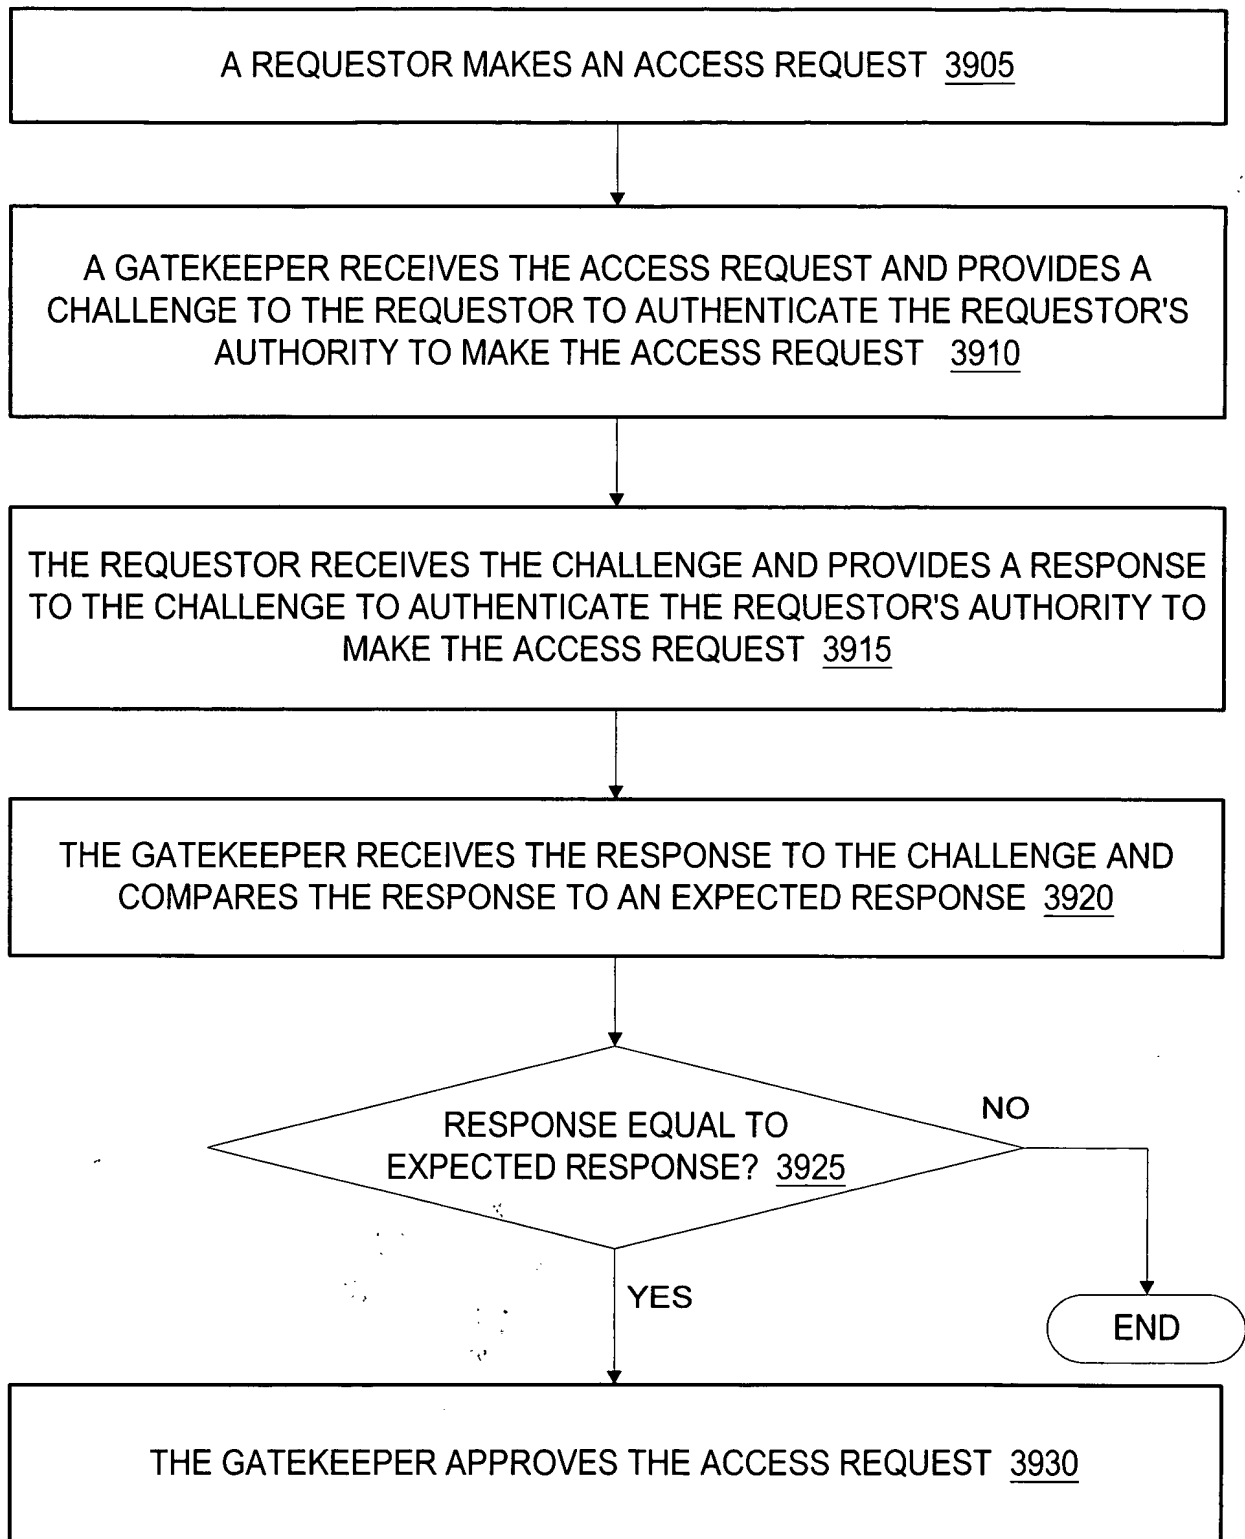 A REQUESTOR MAKES AN ACCESS REQUEST 3905
A GATEKEEPER RECEIVES THE ACCESS REQUEST AND PROVIDES A
CHALLENGE TO THE REQUESTOR TO AUTHENTICATE THE REQUESTOR'S
AUTHORITY TO MAKE THE ACCESS REQUEST 3910
THE REQUESTOR RECEIVES THE CHALLENGE AND PROVIDES A RESPONSE
TO THE CHALLENGE TO AUTHENTICATE THE REQUESTOR'S AUTHORITY TO
MAKE THE ACCESS REQUEST 3915
THE GATEKEEPER RECEIVES THE RESPONSE TO THE CHALLENGE AND
COMPARES THE RESPONSE TO AN EXPECTED RESPONSE 3920
RESPONSE EQUAL TO
EXPECTED RESPONSE? 3925
NO
YES
END
THE GATEKEEPER APPROVES THE ACCESS REQUEST 3930